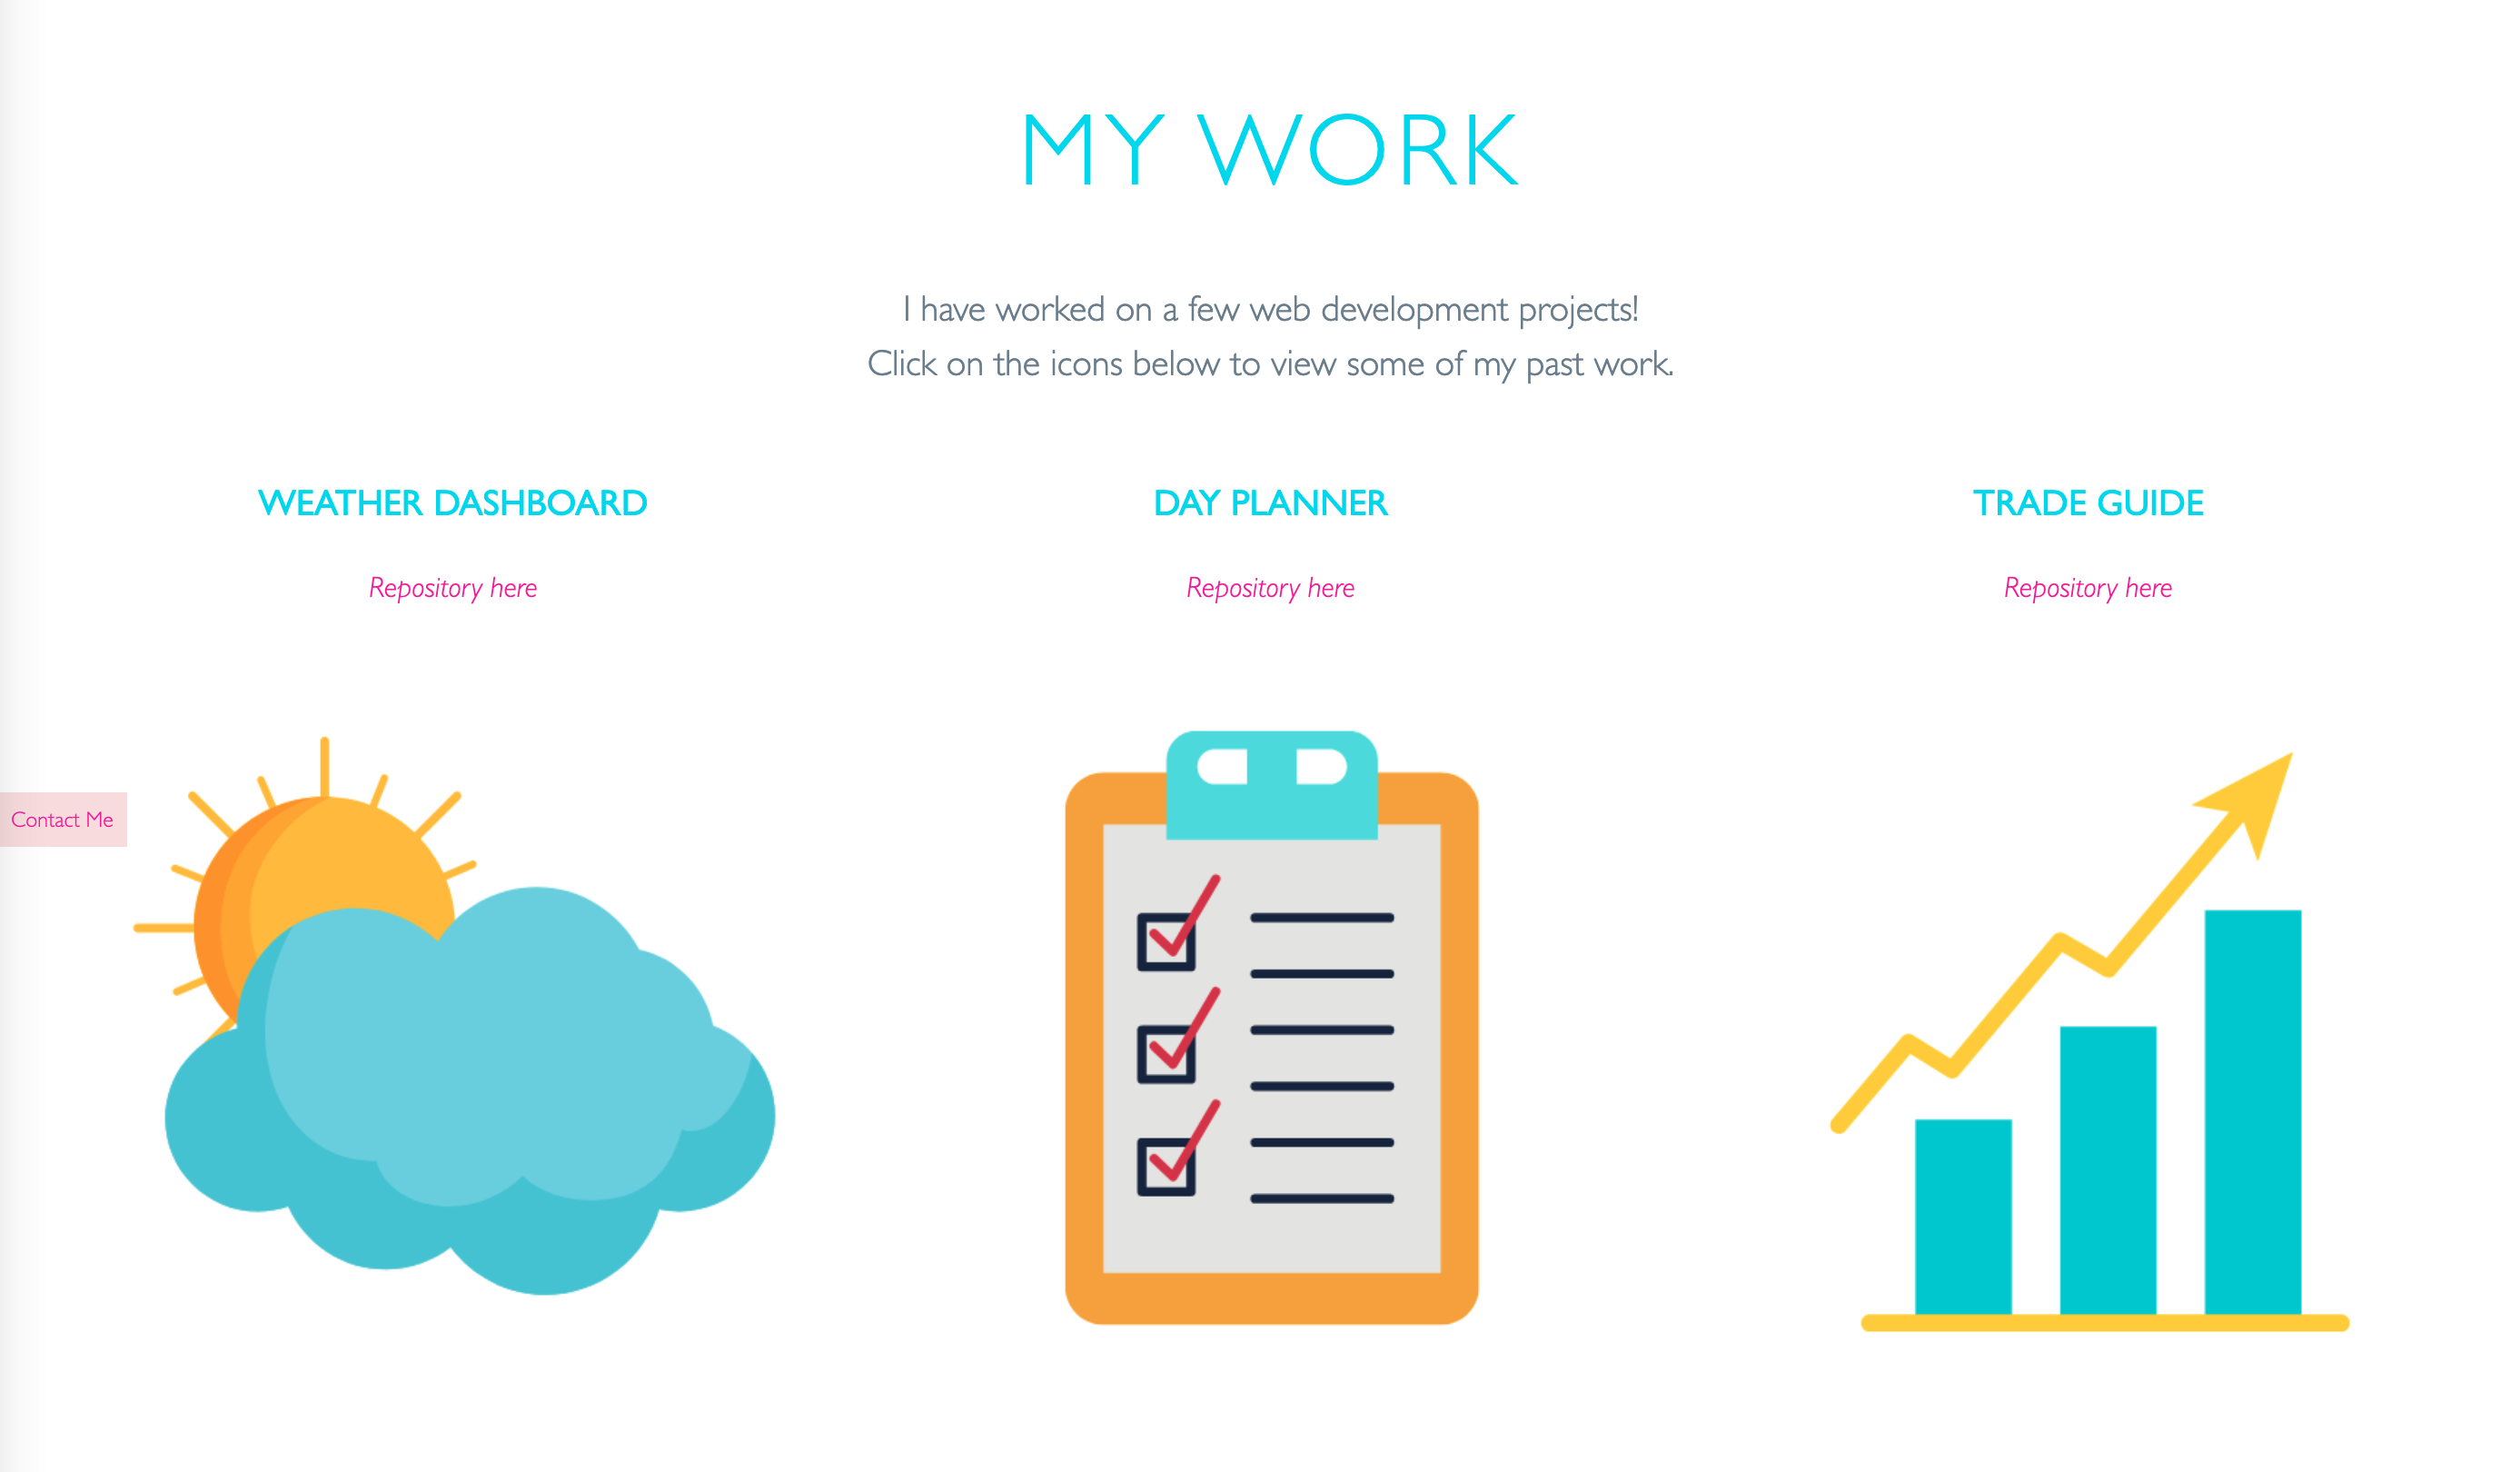 MY WORK
I have worked on a few web development projects!
Click on the icons below to view some of my past work.
WEATHER DASHBOARD
Repository here
DAY PLANNER
Repository here
TRADE GUIDE
Repository here
Contact Me